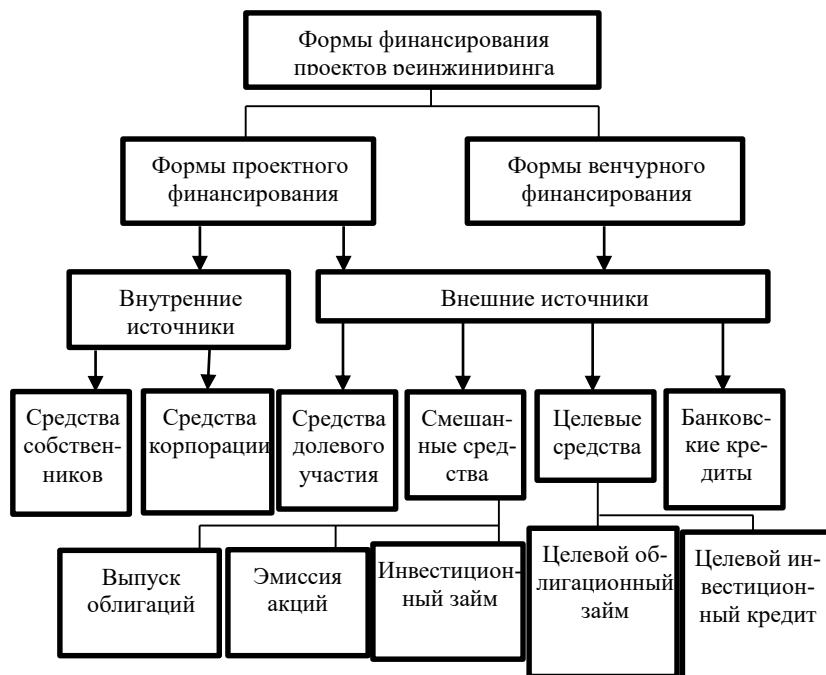 Формы финансирования
проектов реинжиниринга
Формы проектного
финансирования
Формы венчурного
финансирования
Внутренние
источники
Внешние источники
Средства
собствен-
ников
Средства
корпорации
Средства
долевого
участия
Смешан-
ные сред-
ства
Целевые
средства
Банковс-
кие кре-
диты
Выпуск
облигаций
Эмиссия
акций
Инвестицион-
ный займ
Целевой об-
лигационный
займ
Целевой ин-
вестицион-
ный кредит